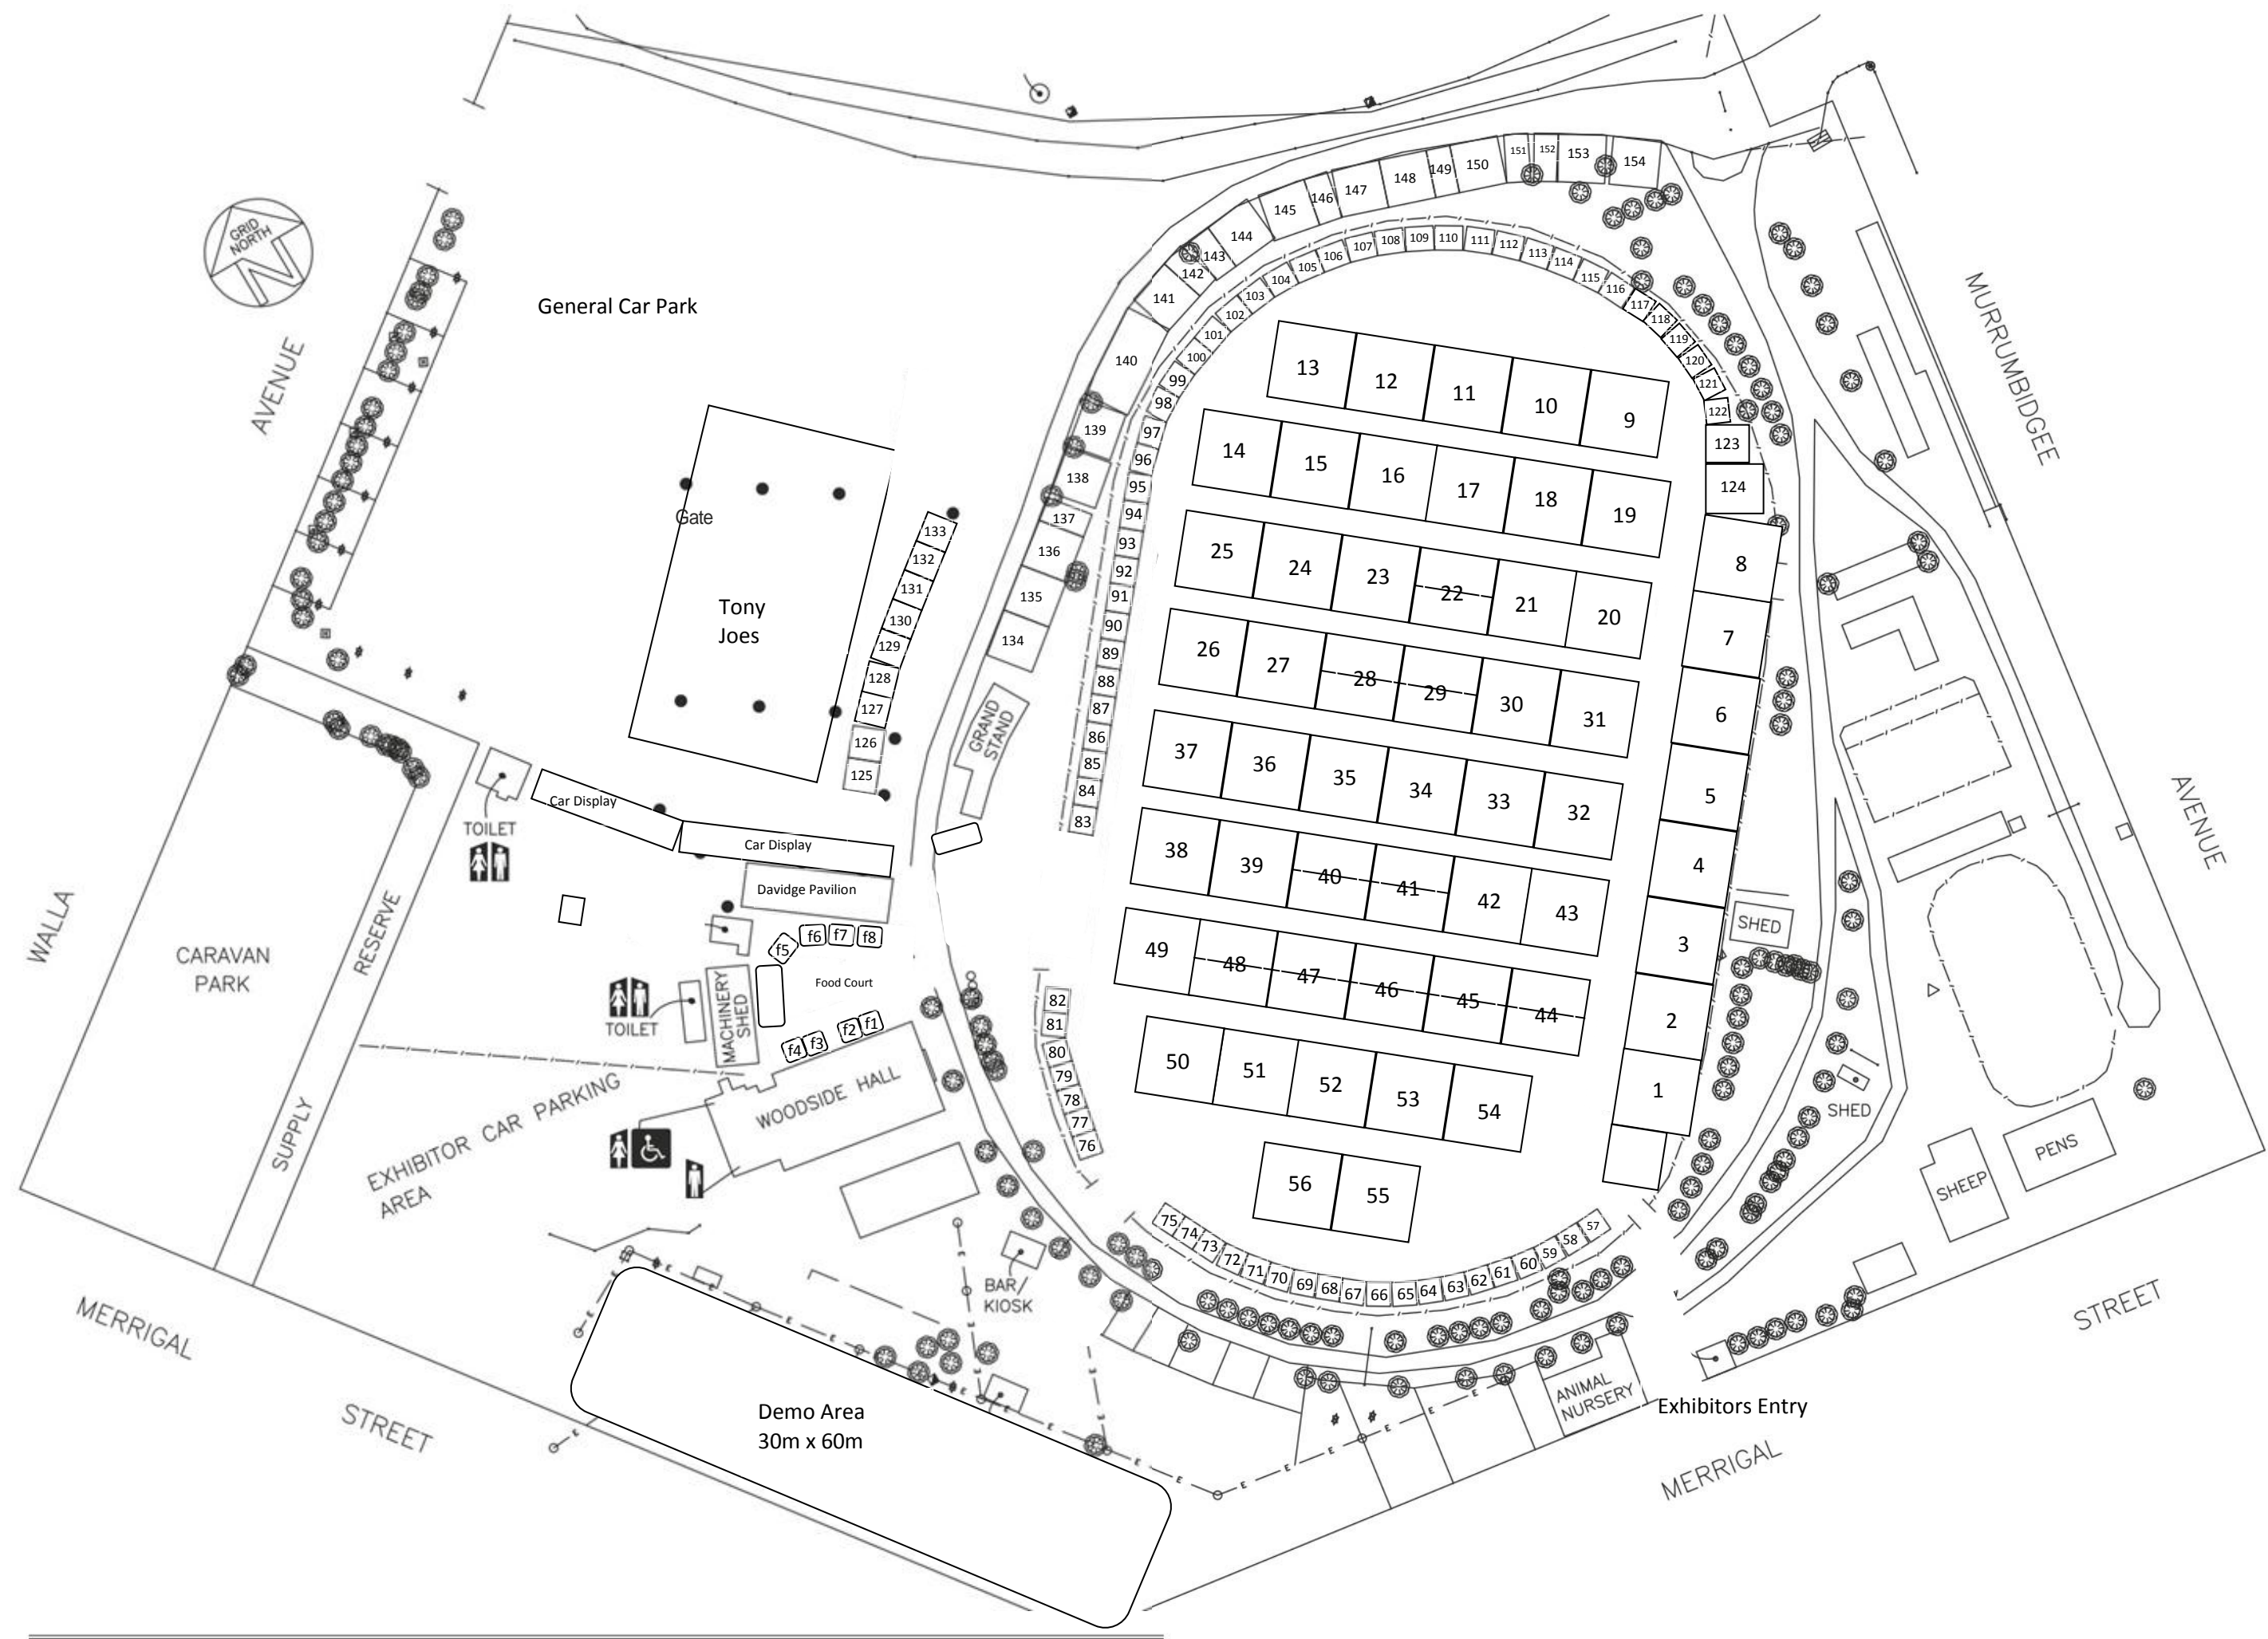 GRID
NORTH
General Car Park
AVENUE
MURRUMBIDGEE
AVENUE
151
152
153
154
150
149
148
147
146
145
144
143
142
141
140
139
138
137
136
135
134
107
108
109
110
111
112
113
114
115
116
117
118
119
120
121
122
123
124
106
105
104
103
102
101
100
99
98
97
96
95
94
93
92
91
90
89
88
87
86
85
84
83
13
12
11
10
9
14
15
16
17
18
19
25
24
23
22
21
20
26
27
28
29
30
31
37
36
35
34
33
32
38
39
40
41
42
43
49
48
47
46
45
44
50
51
52
53
54
56
55
8
7
6
5
4
3
2
1
Gate
Tony
Joes
133
132
131
130
129
128
127
126
125
GRAND
STAND
Car Display
Car Display
TOILET
Davidge Pavilion
f5
f6
f7
f8
Food Court
f4
f3
f2
f1
MACHINERY
SHED
TOILET
WOODSIDE HALL
WALLA
CARAVAN
PARK
RESERVE
SUPPLY
EXHIBITOR CAR PARKING
AREA
82
81
80
79
78
77
76
75
74
73
72
71
70
69
68
67
66
65
64
63
62
61
60
59
58
57
SHED
SHED
SHEEP
PENS
BAR/
KIOSK
MERRIGAL
STREET
Demo Area
30m x 60m
ANIMAL
NURSERY
Exhibitors Entry
MERRIGAL
STREET
E
E
E
E
E
E
E
E
E
E
E
E
E
E